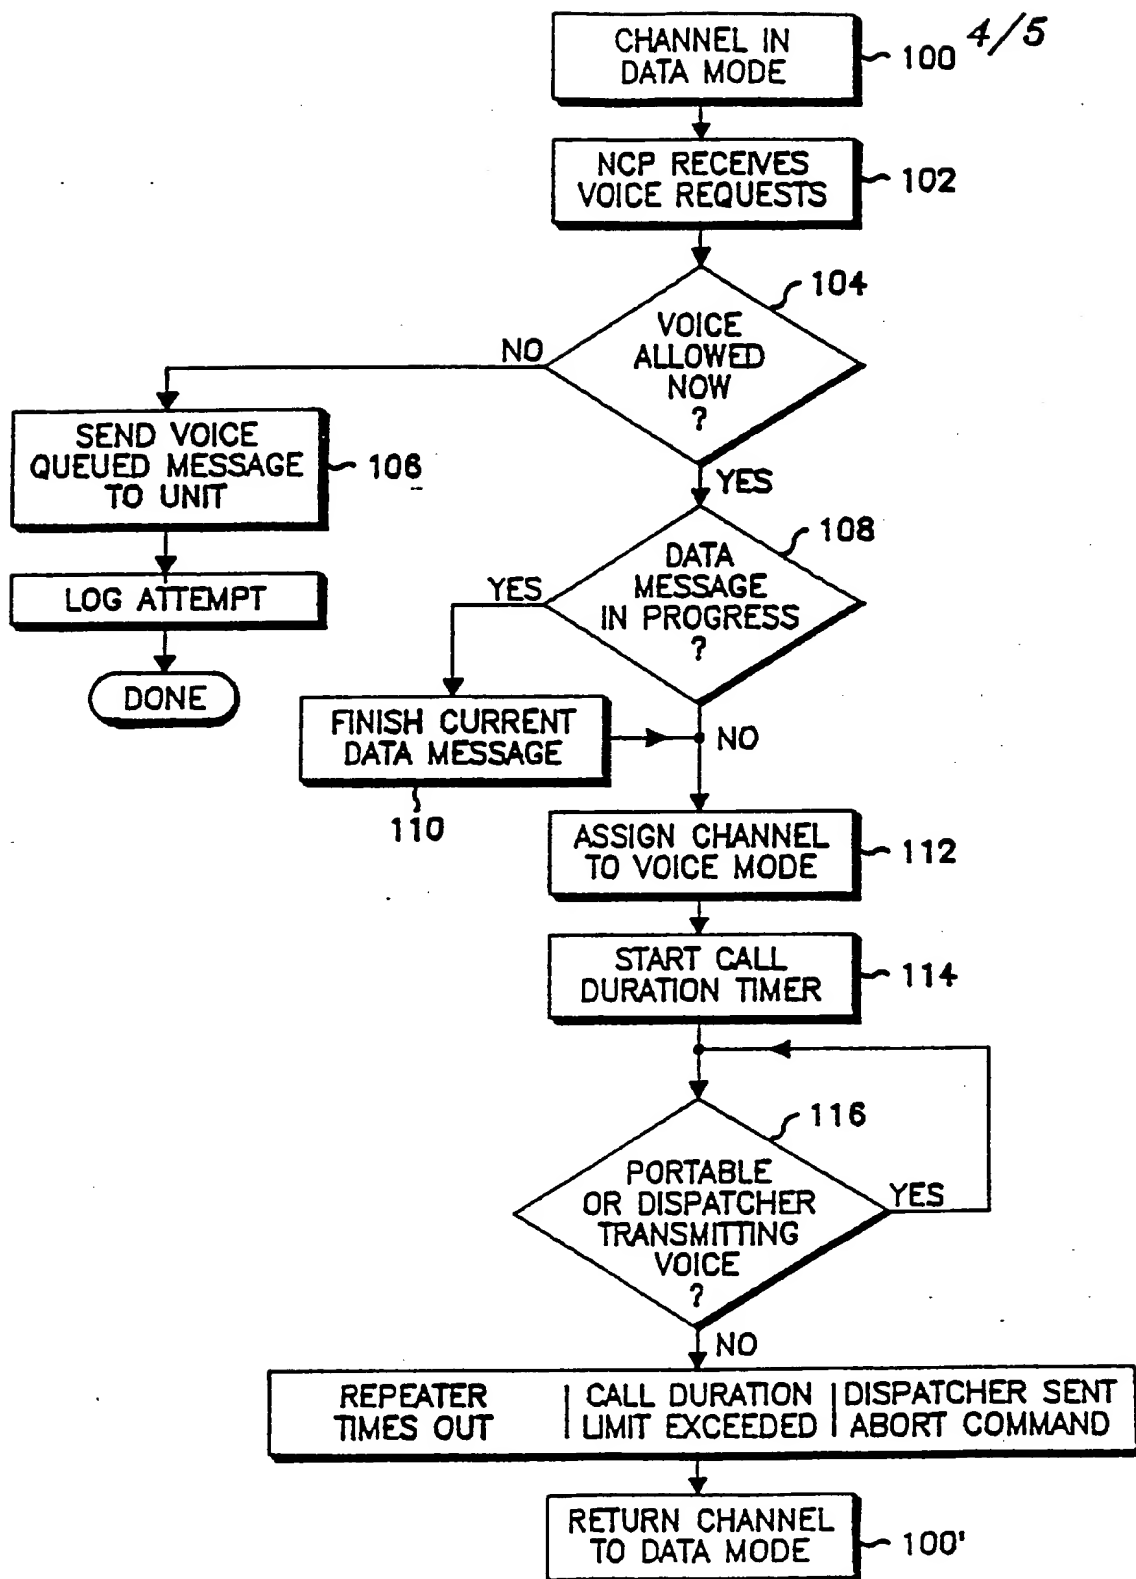 4/5
CHANNEL IN
DATA MODE
100
NCP RECEIVES
VOICE REQUESTS
102
104
VOICE
ALLOWED
NOW
?
NO
YES
SEND VOICE
QUEUED MESSAGE
TO UNIT
106
LOG ATTEMPT
DONE
108
DATA
MESSAGE
IN PROGRESS
?
YES
NO
FINISH CURRENT
DATA MESSAGE
110
ASSIGN CHANNEL
TO VOICE MODE
112
START CALL
DURATION TIMER
114
116
PORTABLE
OR DISPATCHER
TRANSMITTING
VOICE
?
YES
NO
REPEATER
TIMES OUT
CALL DURATION
LIMIT EXCEEDED
DISPATCHER SENT
ABORT COMMAND
RETURN CHANNEL
TO DATA MODE
100'